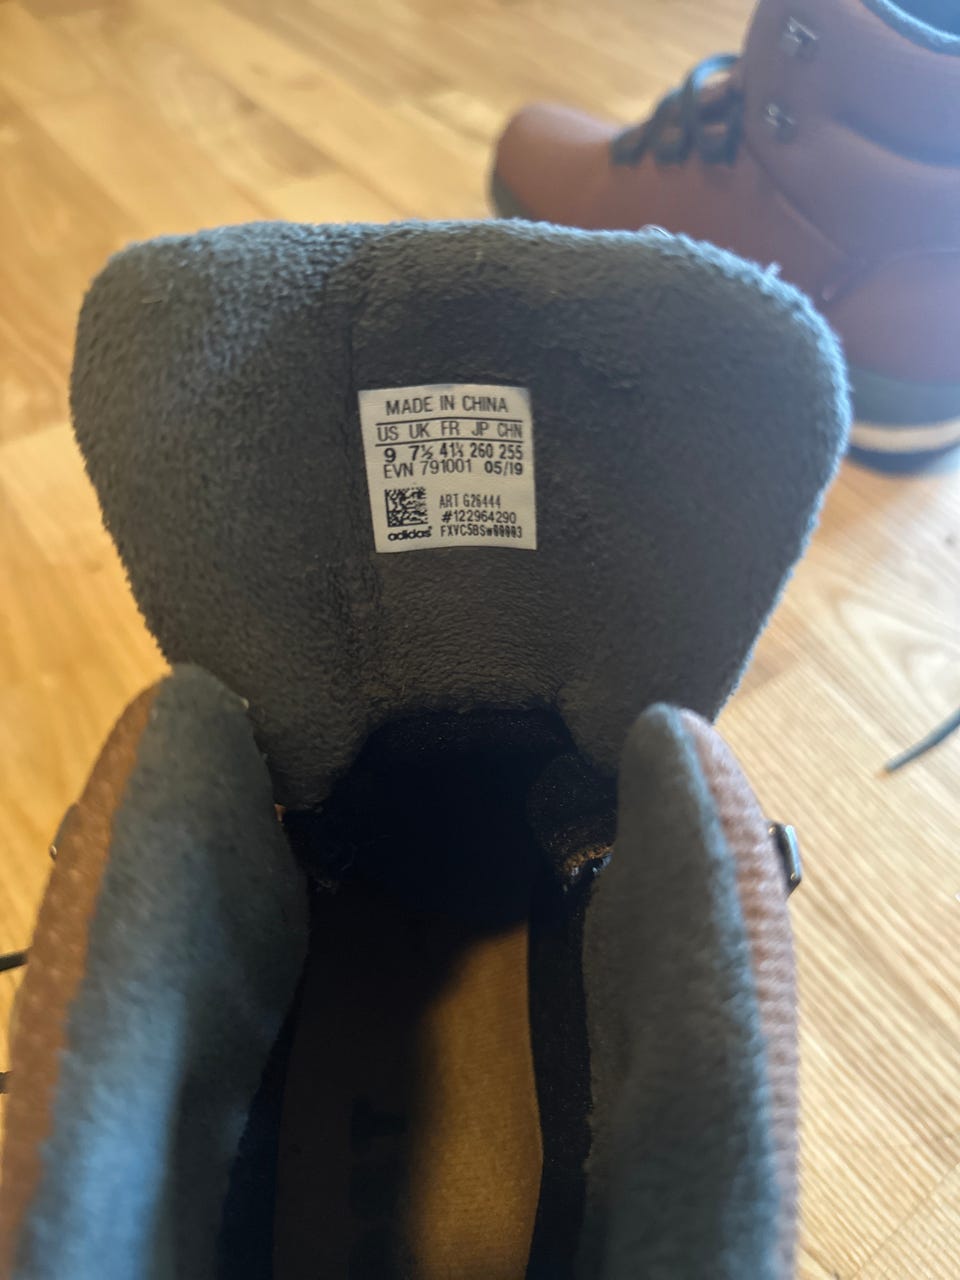 MADE IN CHINA
US UK FR JP CHN
9 7½ 41⅓ 260 255
EVN 791001 05/19
ART G26444
#122964290
adidas® FXVC5BSw00003